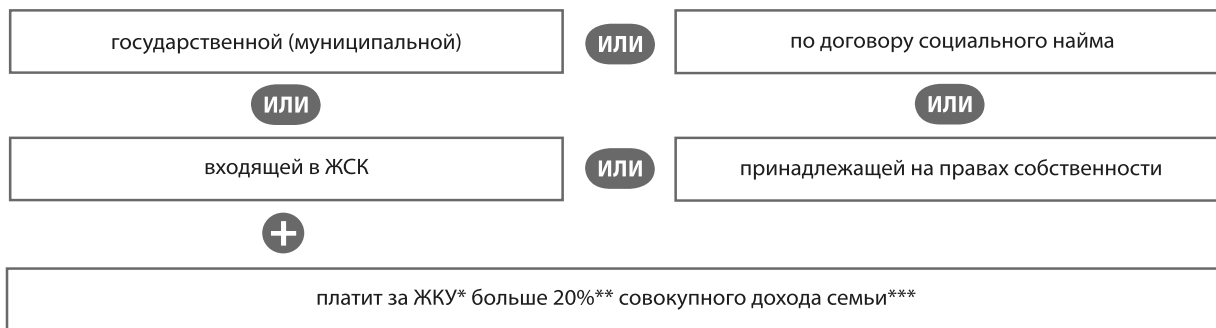 государственной (муниципальной) ИЛИ по договору социального найма
ИЛИ ИЛИ
входящей в ЖСК ИЛИ принадлежащей на правах собственности
+
платит за ЖКУ* больше 20%** совокупного дохода семьи***